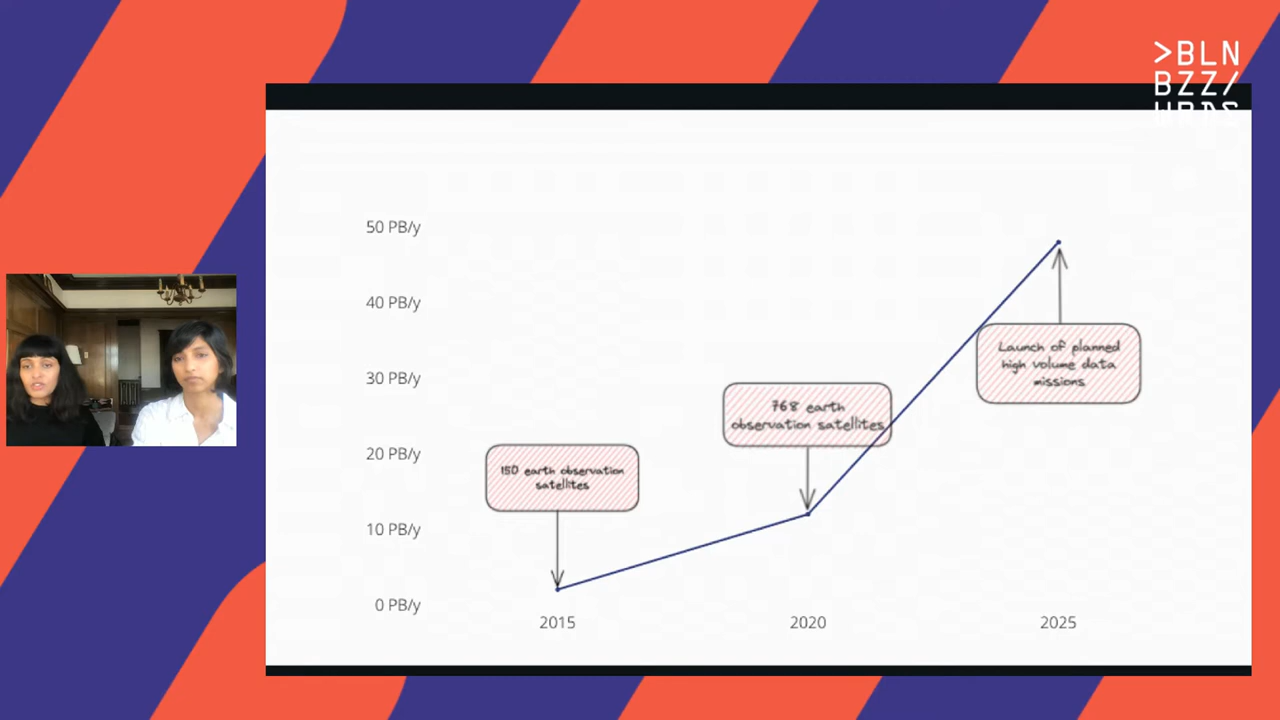 >BLN
BZZ/
50 PB/y
40 PB/y
30 PB/y
20 PB/y
10 PB/y
0 PB/y
150 earth observation
satellites
768 earth
observation satellites
Launch of planned
high volume data
missions
2015
2020
2025